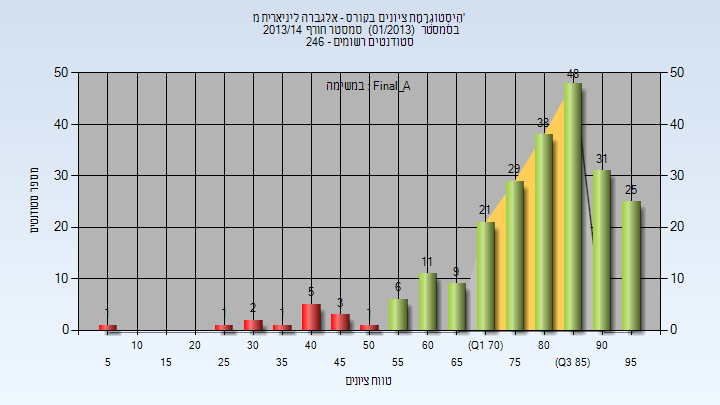 היסטוגרמת ציונים בקורס - אלגברה ליניארית מ'
בסמסטר (01/2013) סמסטר חורף 2013/14
סטודנטים רשומים - 246
במשימה : Final_A
50 50
40 40
30 30
20 20
10 10
0 0
מספר סטודנטים
1 1 2 1 5 3 1 6 11 9 21 29 38 48 31 25
10 20 30 40 50 60 (Q1 70) 80 90
5 15 25 35 45 55 65 75 (Q3 85) 95
טווח ציונים